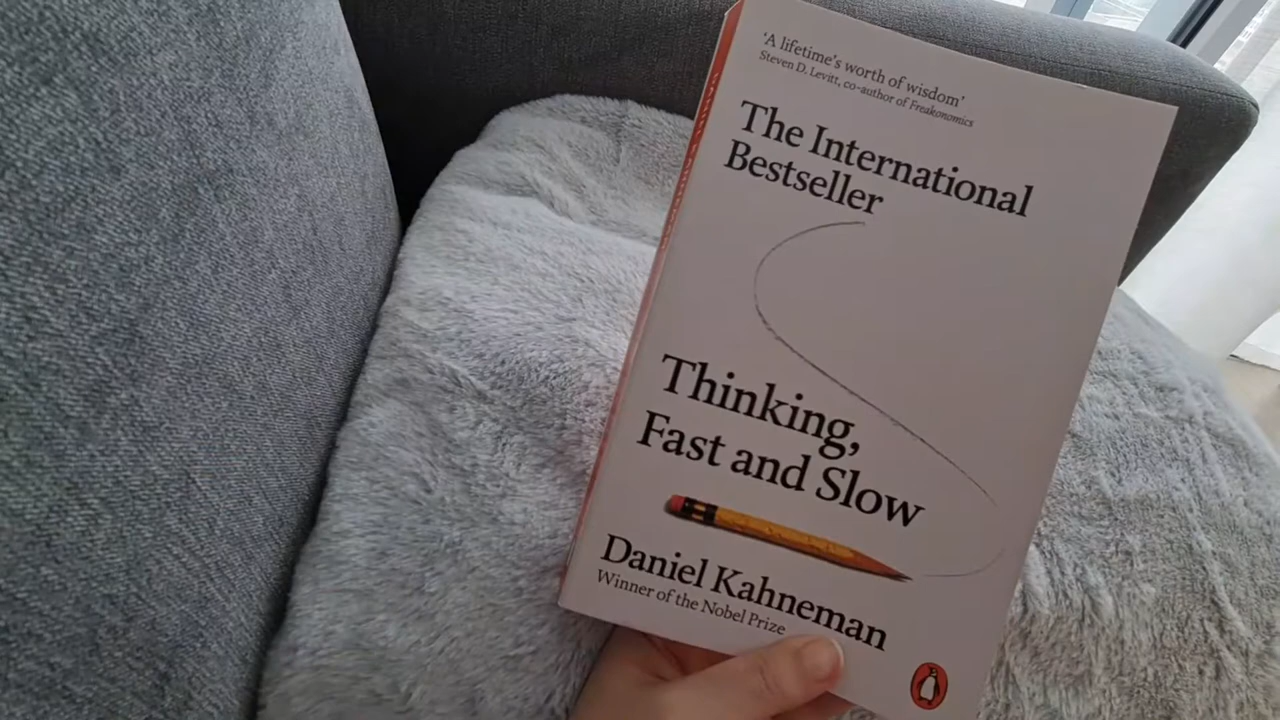 'A lifetime's worth of wisdom'
Steven D. Levitt, co-author of Freakonomics
The International
Bestseller
Thinking,
Fast and Slow
Daniel Kahneman
Winner of the Nobel Prize